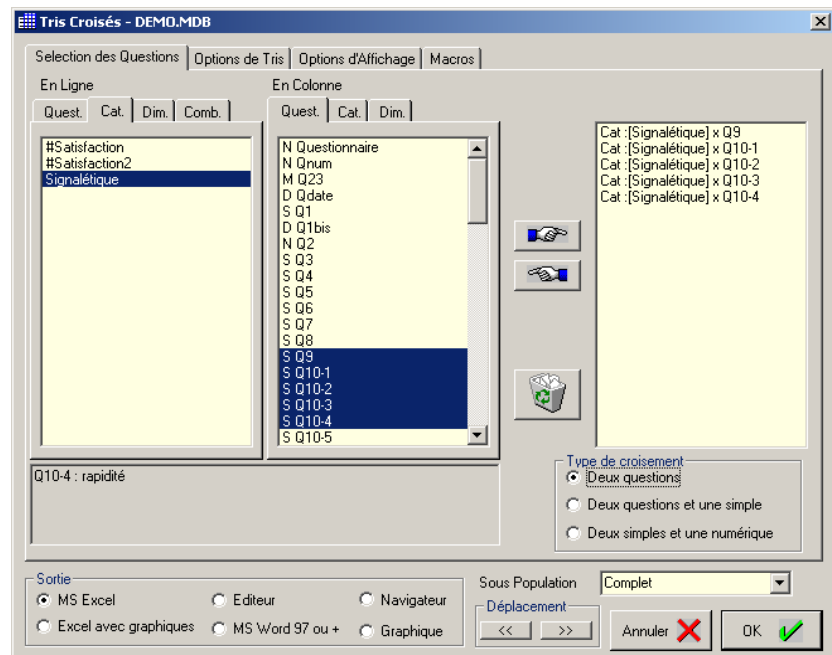 Tris Croisés - DEMO.MDB
Selection des Questions Options de Tris Options d'Affichage Macros
En Ligne En Colonne
Quest. Cat. Dim. Comb. Quest. Cat. Dim.
#Satisfaction
#Satisfaction2
Signalétique
N Questionnaire
N Qnum
M Q23
D Qdate
S Q1
D Q1bis
N Q2
S Q3
S Q4
S Q5
S Q6
S Q7
S Q8
S Q9
S Q10-1
S Q10-2
S Q10-3
S Q10-4
S Q10-5
Cat :[Signalétique] x Q9
Cat :[Signalétique] x Q10-1
Cat :[Signalétique] x Q10-2
Cat :[Signalétique] x Q10-3
Cat :[Signalétique] x Q10-4
Q10-4 : rapidité
Type de croisement
Deux questions
Deux questions et une simple
Deux simples et une numérique
Sortie
MS Excel Editeur Navigateur
Excel avec graphiques MS Word 97 ou + Graphique
Sous Population Complet
Déplacement
<< >> Annuler OK